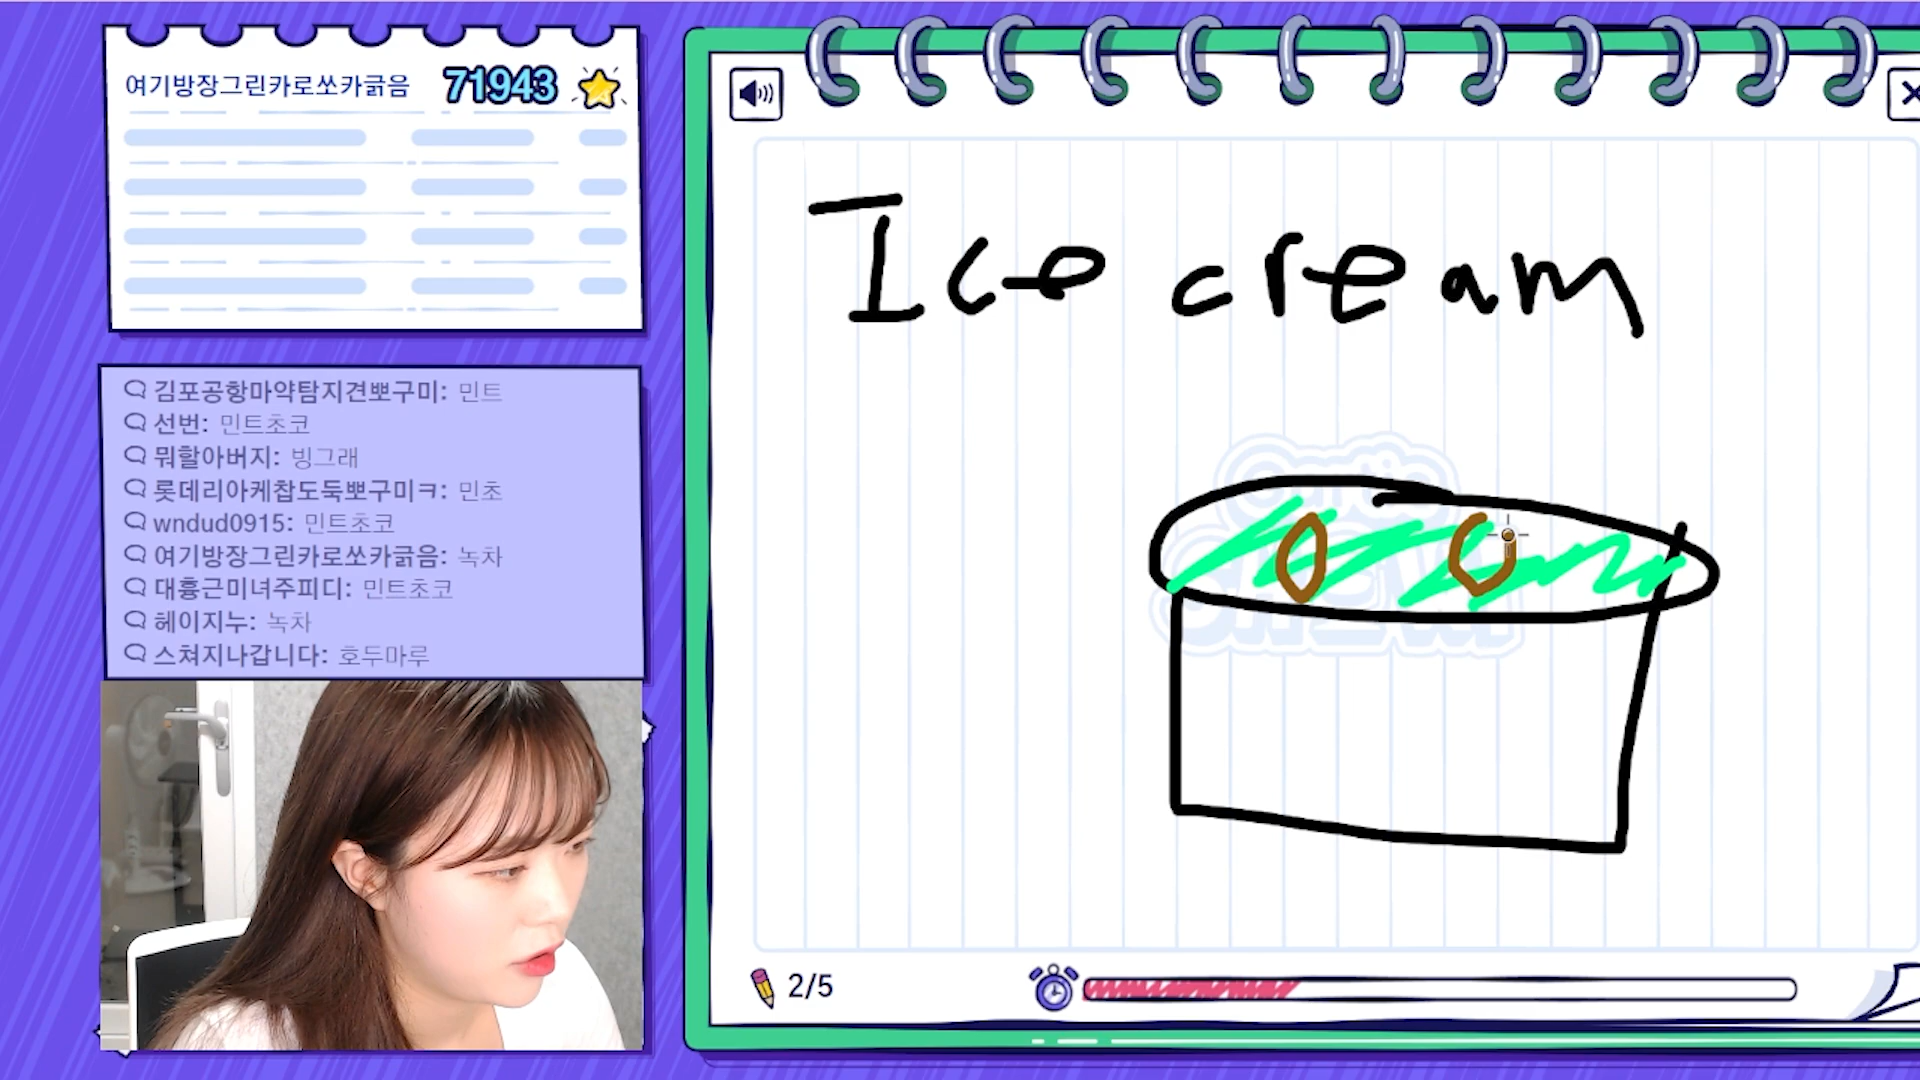 여기방장그린카로쏘카긁음 71943
김포공항마약탐지견뽀구미: 민트
선번: 민트초코
뭐할아버지: 빙그래
롯데리아케찹도둑뽀구미ㅋ: 민초
wndud0915: 민트초코
여기방장그린카로쏘카긁음: 녹차
대흉근미녀주피디: 민트초코
헤이지누: 녹차
스쳐지나갑니다: 호두마루
Ice cream
2/5